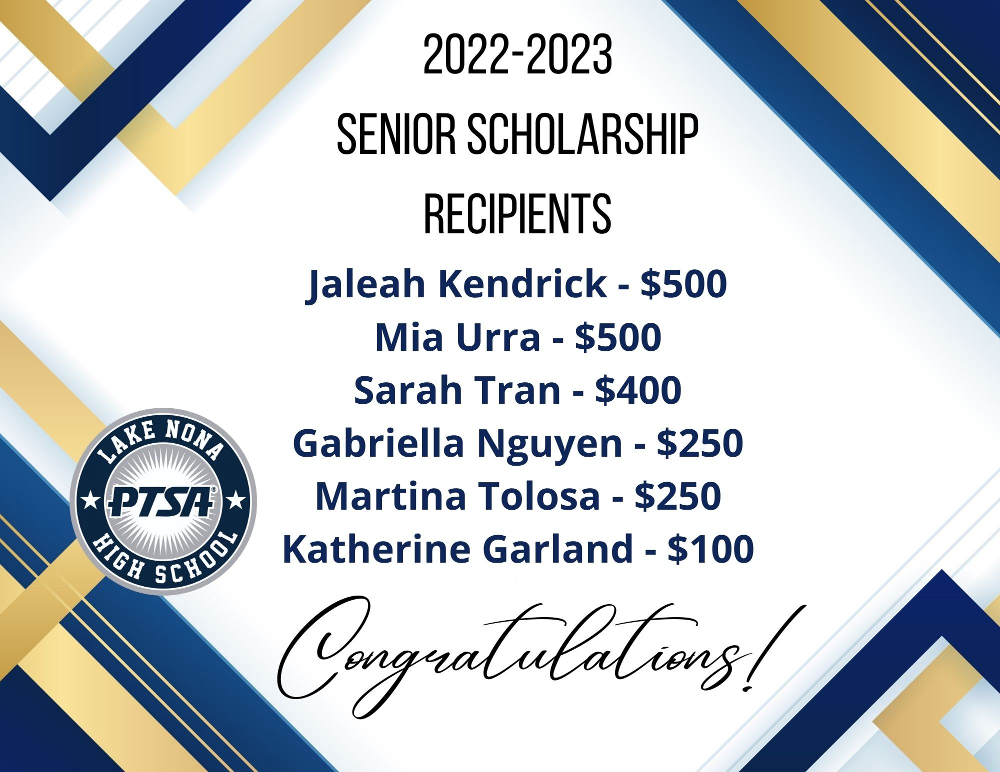 2022-2023
SENIOR SCHOLARSHIP
RECIPIENTS
Jaleah Kendrick - $500
Mia Urra - $500
Sarah Tran - $400
Gabriella Nguyen - $250
Martina Tolosa - $250
Katherine Garland - $100
LAKE NONA
PTSA®
HIGH SCHOOL
Congratulations!